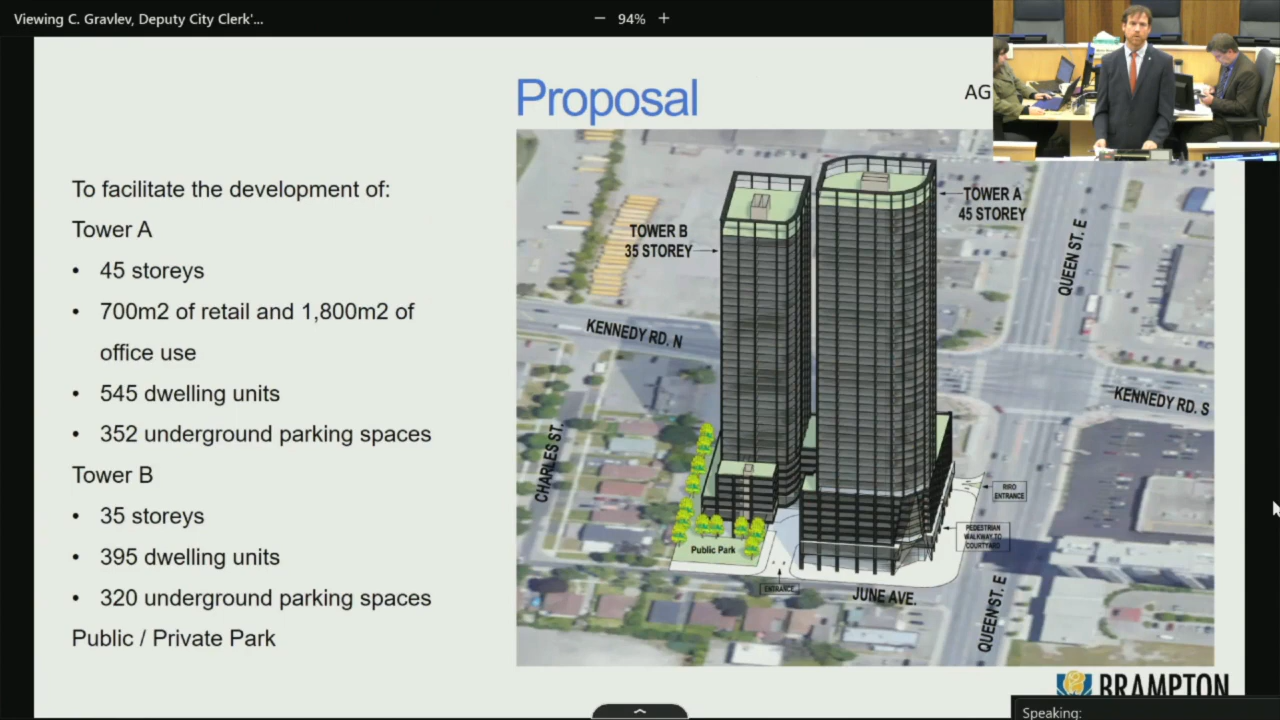 Viewing C. Gravlev, Deputy City Clerk'...
94%
Proposal
AG
To facilitate the development of:
Tower A
• 45 storeys
• 700m2 of retail and 1,800m2 of
office use
• 545 dwelling units
• 352 underground parking spaces
Tower B
• 35 storeys
• 395 dwelling units
• 320 underground parking spaces
Public / Private Park
TOWER A
45 STOREY
TOWER B
35 STOREY
QUEEN ST. E
KENNEDY RD. N
KENNEDY RD. S
CHARLES ST.
RIRO
ENTRANCE
PEDESTRIAN
WALKWAY TO
COURTYARD
Public Park
ENTRANCE
JUNE AVE.
QUEEN ST. E
BRAMPTON
Speaking: